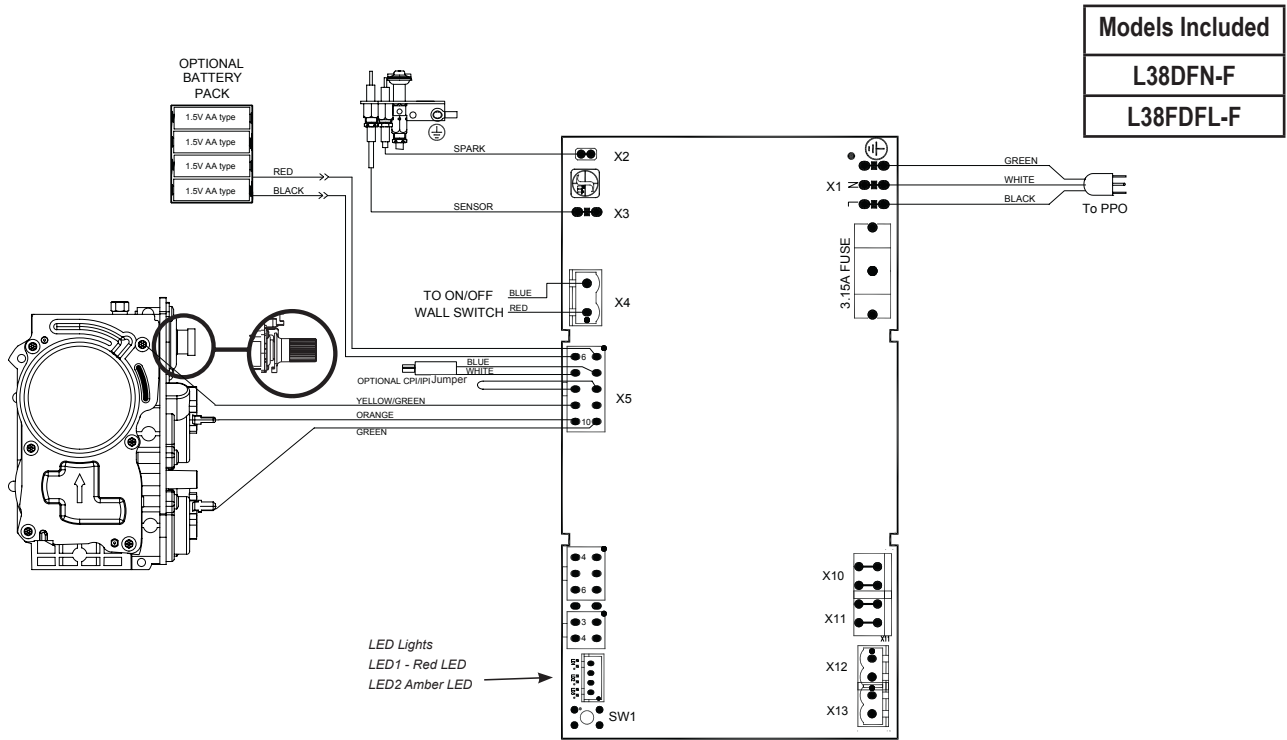 Models Included
L38DFN-F
L38FDFL-F
OPTIONAL
BATTERY
PACK
1.5V AA type
1.5V AA type
1.5V AA type
1.5V AA type
RED
BLACK
SPARK
SENSOR
X2
X3
X1
N
L
GREEN
WHITE
BLACK
To PPO
3.15A FUSE
TO ON/OFF
WALL SWITCH
BLUE
RED
X4
6
BLUE
WHITE
OPTIONAL CPI/IPI Jumper
X5
YELLOW/GREEN
ORANGE
GREEN
10
4
6
3
4
X10
X11
X11
X12
X13
LED Lights
LED1 - Red LED
LED2 Amber LED
SW1